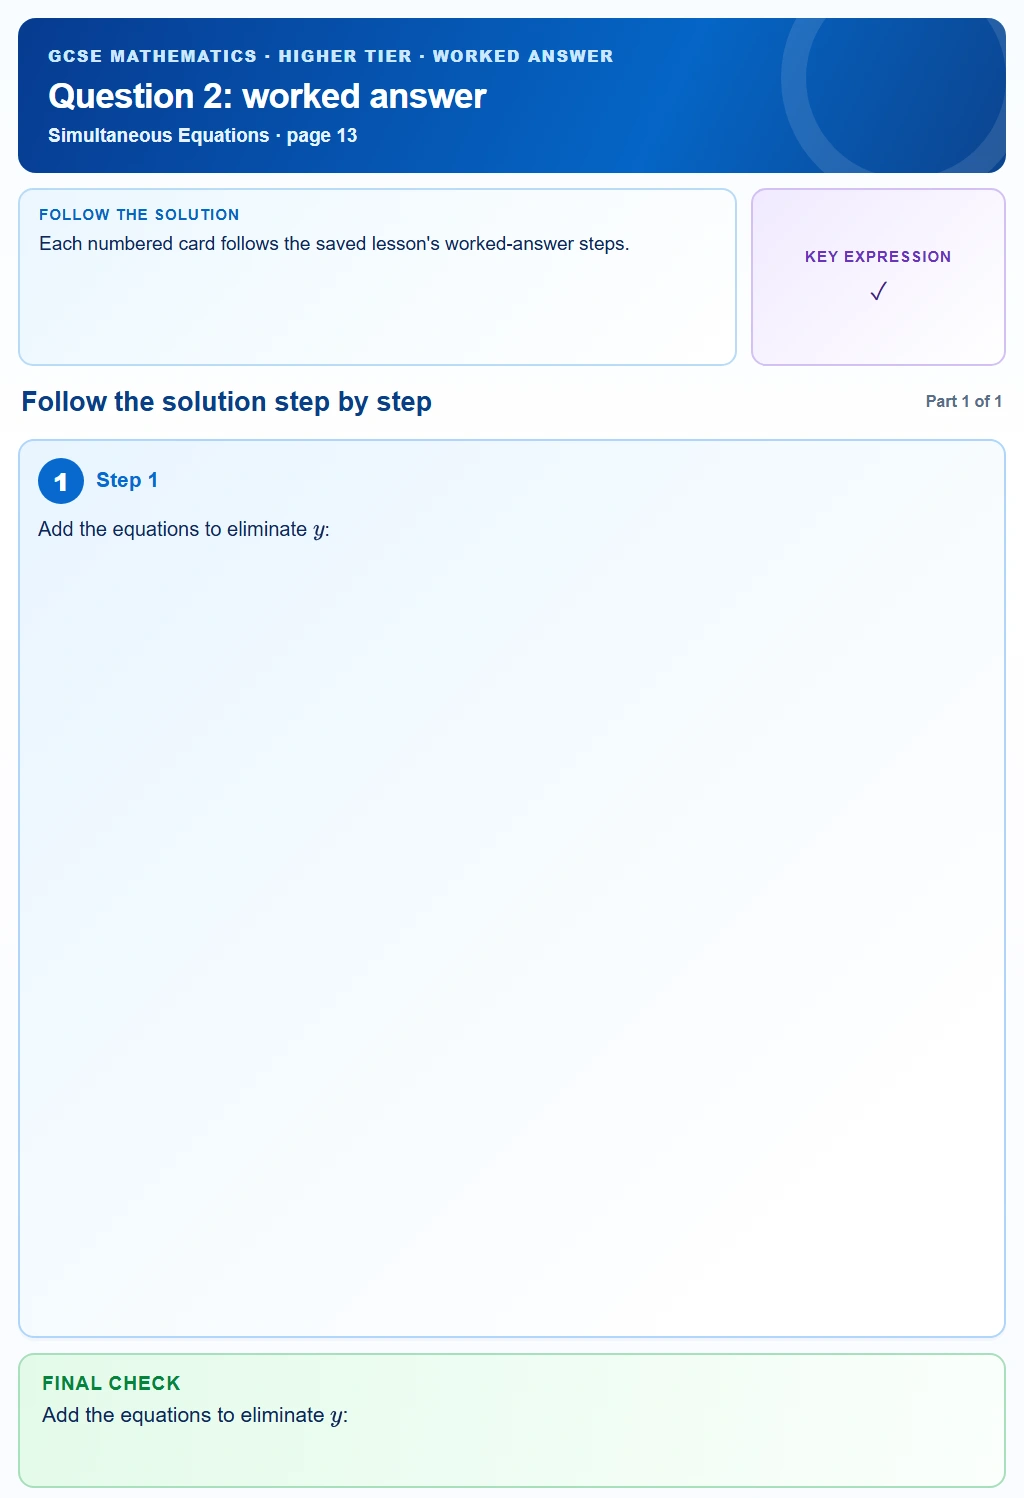 GCSE MATHEMATICS · HIGHER TIER · WORKED ANSWER
Question 2: worked answer
Simultaneous Equations · page 13
FOLLOW THE SOLUTION
Each numbered card follows the saved lesson's worked-answer steps.
KEY EXPRESSION
✓
Follow the solution step by step
Part 1 of 1
1 Step 1
Add the equations to eliminate y:
FINAL CHECK
Add the equations to eliminate y: